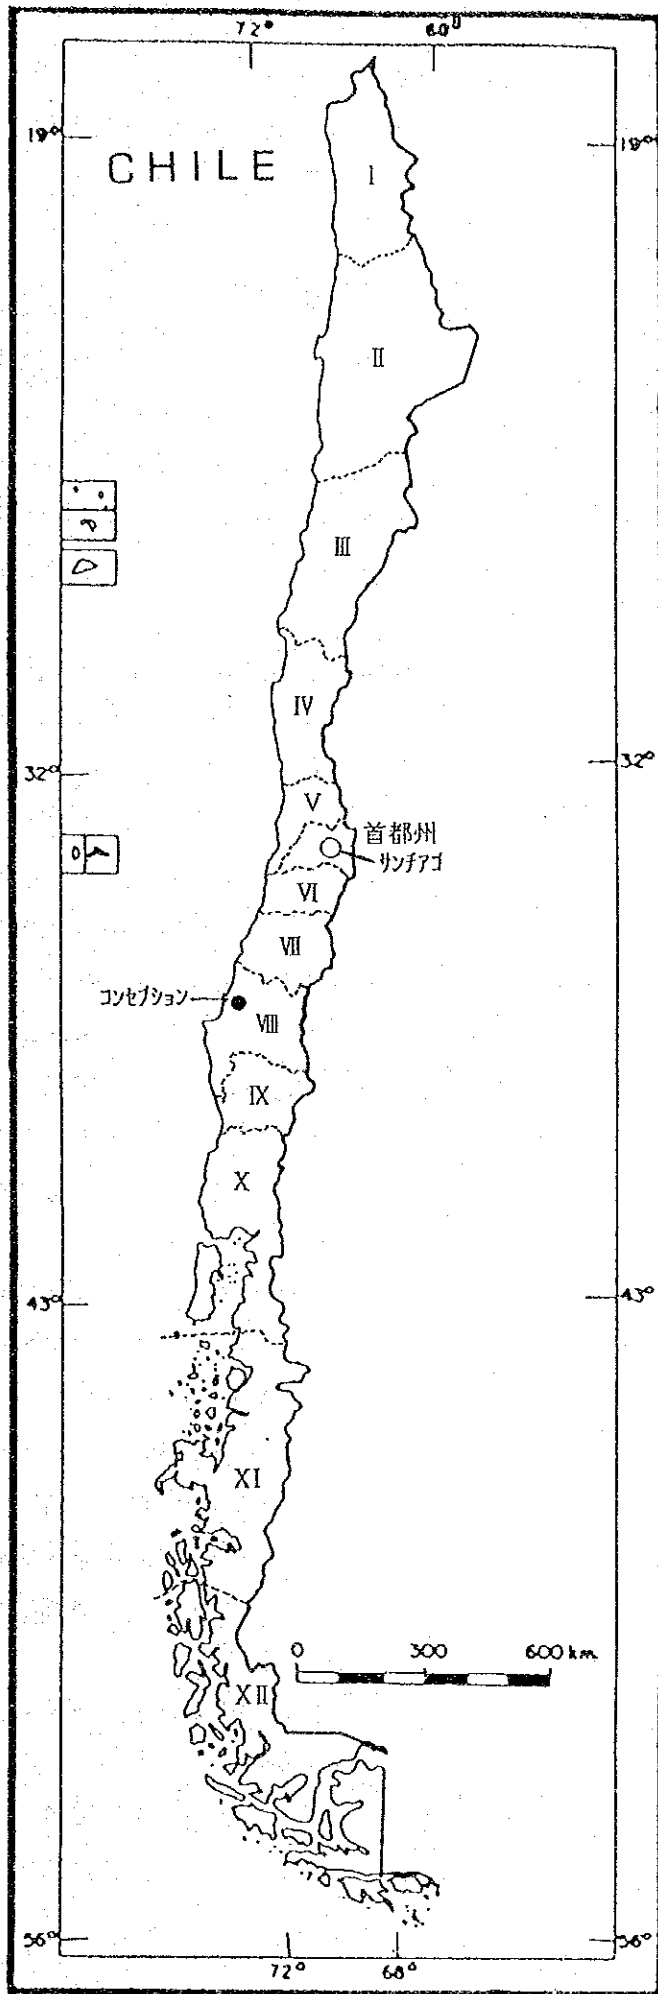 72° 60°
19° 19°
CHILE
I
II
III
IV
32° 32°
V
首都州
サンチアゴ
VI
VII
コンセプション
VIII
IX
X
43° 43°
XI
0 300 600 km.
XII
56° 56°
72° 68°